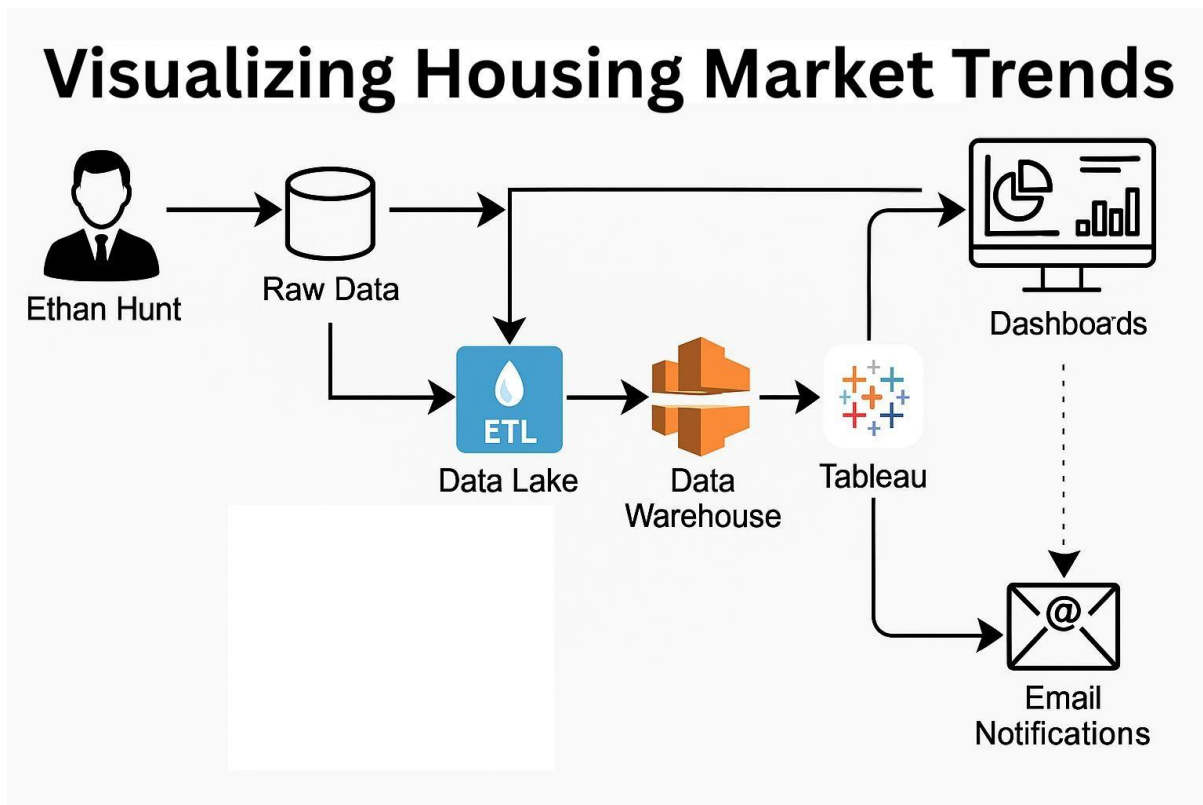 Visualizing Housing Market Trends
Ethan Hunt
Raw Data
Dashboards
ETL
Data Lake
Data
Warehouse
Tableau
@
Email
Notifications